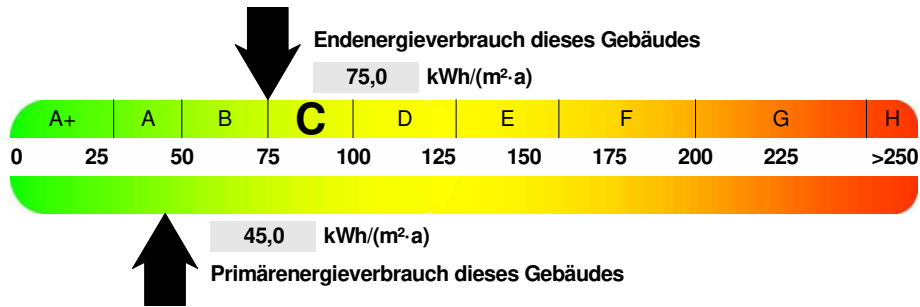 Endenergieverbrauch dieses Gebäudes
75,0 kWh/(m²·a)
A+ A B C D E F G H
0 25 50 75 100 125 150 175 200 225 >250
45,0 kWh/(m²·a)
Primärenergieverbrauch dieses Gebäudes